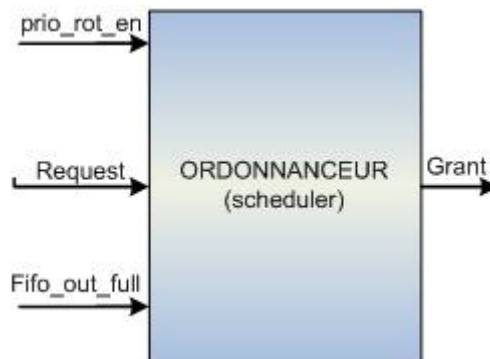 prio_rot_en
Request
ORDONNANCEUR
(scheduler)
Grant
Fifo_out_full